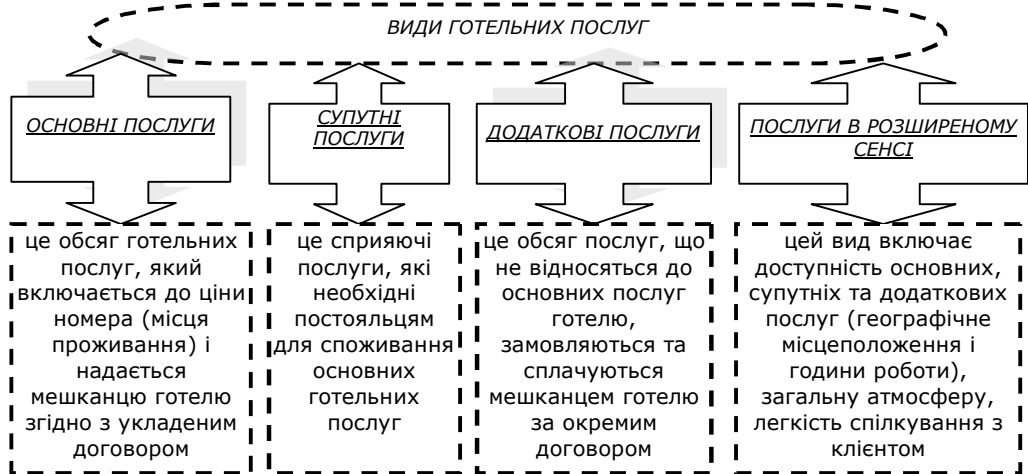 ВИДИ ГОТЕЛЬНИХ ПОСЛУГ
ОСНОВНІ ПОСЛУГИ
СУПУТНІ
ПОСЛУГИ
ДОДАТКОВІ ПОСЛУГИ
ПОСЛУГИ В РОЗШИРЕНОМУ
СЕНСІ
це обсяг готельних
послуг, який
включається до ціни
номера (місця
проживання) і
надається
мешканцю готелю
згідно з укладеним
договором
це сприяючі
послуги, які
необхідні
постояльцям
для споживання
основних
готельних
послуг
це обсяг послуг, що
не відносяться до
основних послуг
готелю,
замовляються та
сплачуються
мешканцем готелю
за окремим
договором
цей вид включає
доступність основних,
супутніх та додаткових
послуг (географічне
місцеположення і
години роботи),
загальну атмосферу,
легкість спілкування з
клієнтом